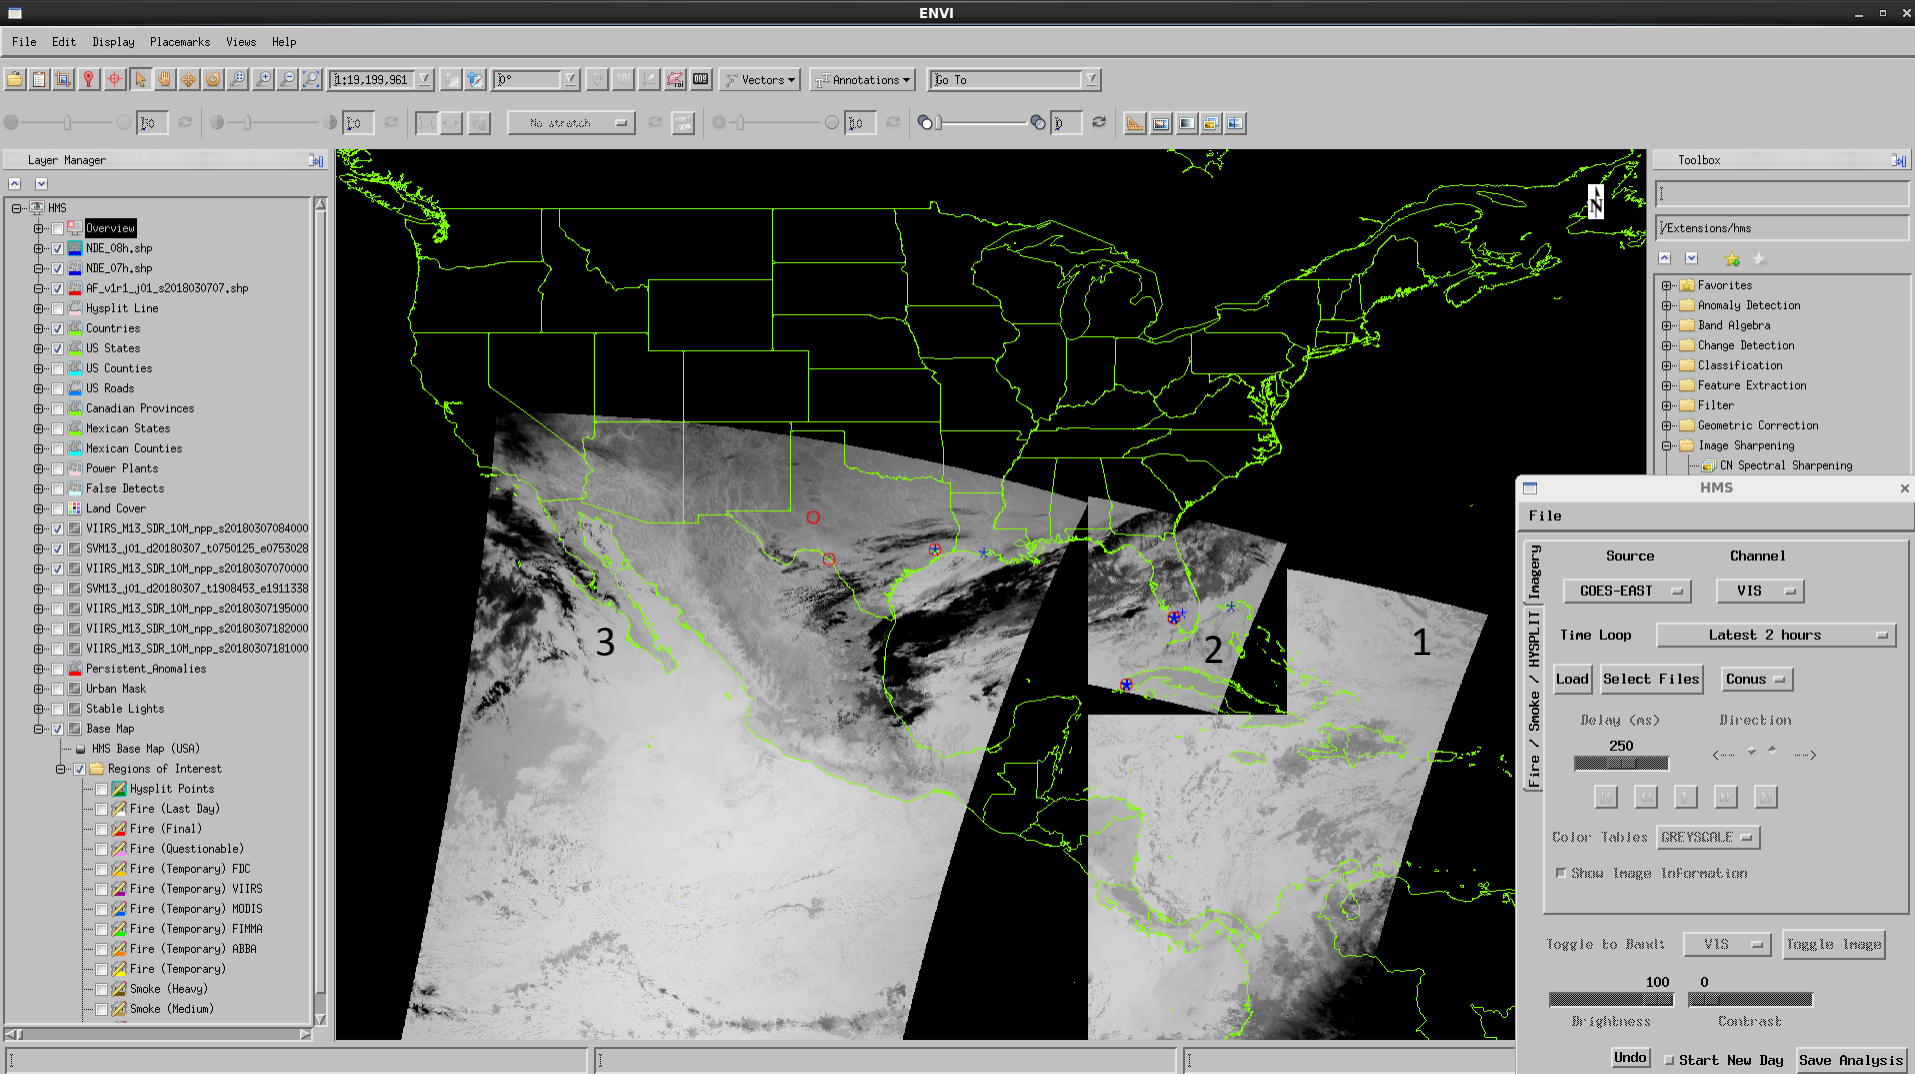 ENVI
File Edit Display Placemarks Views Help
1:19,199,961 0° Vectors Annotations Go To
No stretch
Layer Manager
HMS
Overview
NDE_08h.shp
NDE_07h.shp
AF_v1r1_j01_s2018030707.shp
Hysplit Line
Countries
US States
US Counties
US Roads
Canadian Provinces
Mexican States
Mexican Counties
Power Plants
False Detects
Land Cover
VIIRS_M13_SDR_10M_npp_s20180307084000
SVM13_j01_d20180307_t0750125_e0753028
VIIRS_M13_SDR_10M_npp_s20180307070000
SVM13_j01_d20180307_t1908453_e1911338
VIIRS_M13_SDR_10M_npp_s20180307195000
VIIRS_M13_SDR_10M_npp_s20180307182000
VIIRS_M13_SDR_10M_npp_s20180307181000
Persistent_Anomalies
Urban Mask
Stable Lights
Base Map
HMS Base Map (USA)
Regions of Interest
Hysplit Points
Fire (Last Day)
Fire (Final)
Fire (Questionable)
Fire (Temporary) FDC
Fire (Temporary) VIIRS
Fire (Temporary) MODIS
Fire (Temporary) FIMMA
Fire (Temporary) ABBA
Fire (Temporary)
Smoke (Heavy)
Smoke (Medium)
N
3
2
1
Toolbox
/Extensions/hms
Favorites
Anomaly Detection
Band Algebra
Change Detection
Classification
Feature Extraction
Filter
Geometric Correction
Image Sharpening
CN Spectral Sharpening
HMS
File
Imagery
Fire / Smoke / HYSPLIT
Source Channel
GOES-EAST VIS
Time Loop Latest 2 hours
Load Select Files Conus
Delay (ms) Direction
250
<---- ---->
Color Tables GREYSCALE
Show Image Information
Toggle to Band: VIS Toggle Image
100 0
Brightness Contrast
Undo Start New Day Save Analysis